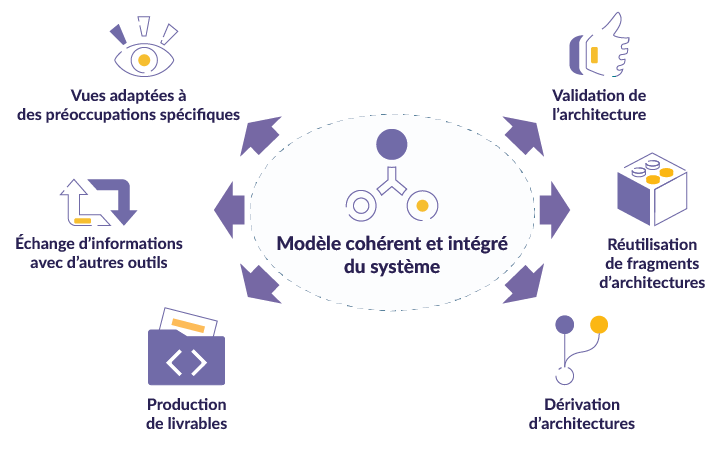 Vues adaptées à
des préoccupations spécifiques
Validation de
l'architecture
Modèle cohérent et intégré
du système
Échange d'informations
avec d'autres outils
Réutilisation
de fragments
d'architectures
Production
de livrables
Dérivation
d'architectures